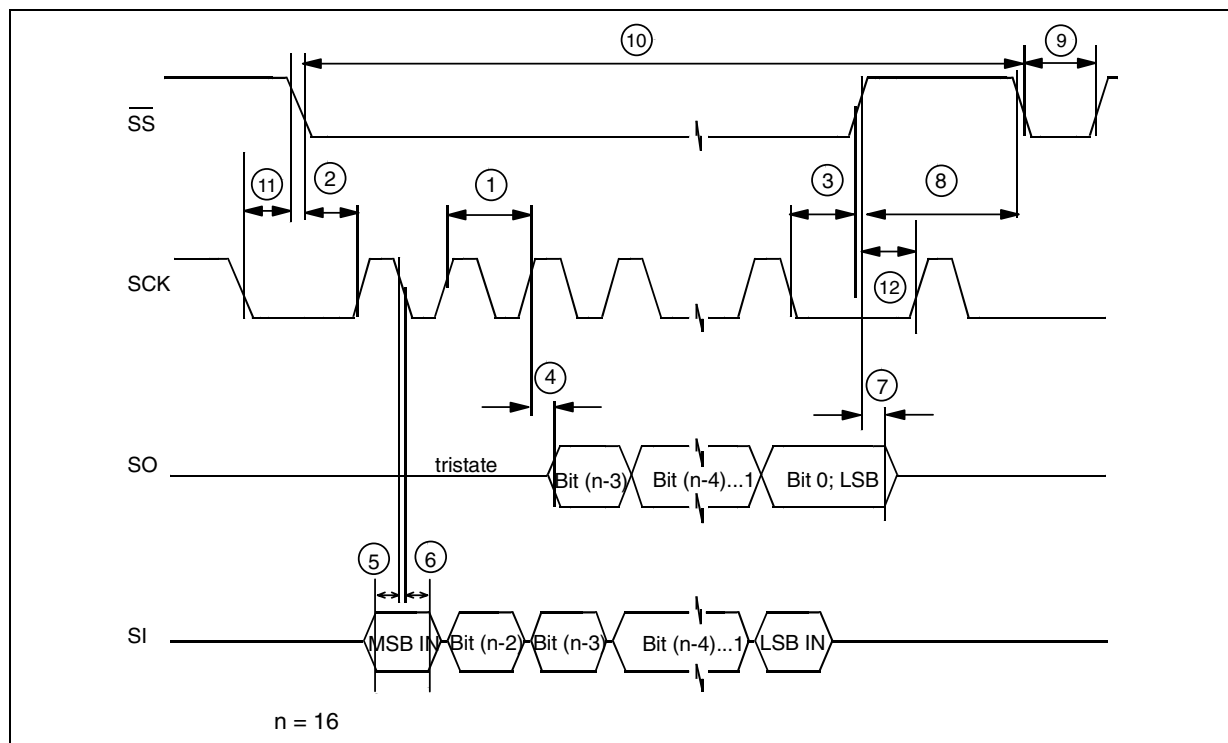 10
9
SS
11
2
1
3
8
SCK
12
4
7
SO
tristate
Bit (n-3)
Bit (n-4)...1
Bit 0; LSB
5
6
SI
MSB IN
Bit (n-2)
Bit (n-3)
Bit (n-4)...1
LSB IN
n = 16